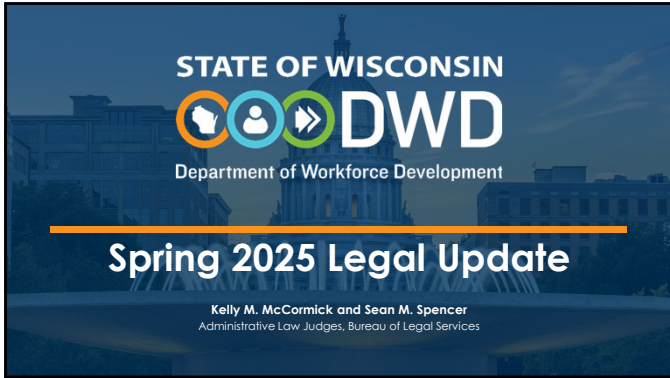 STATE OF WISCONSIN
DWD
Department of Workforce Development
Spring 2025 Legal Update
Kelly M. McCormick and Sean M. Spencer
Administrative Law Judges, Bureau of Legal Services